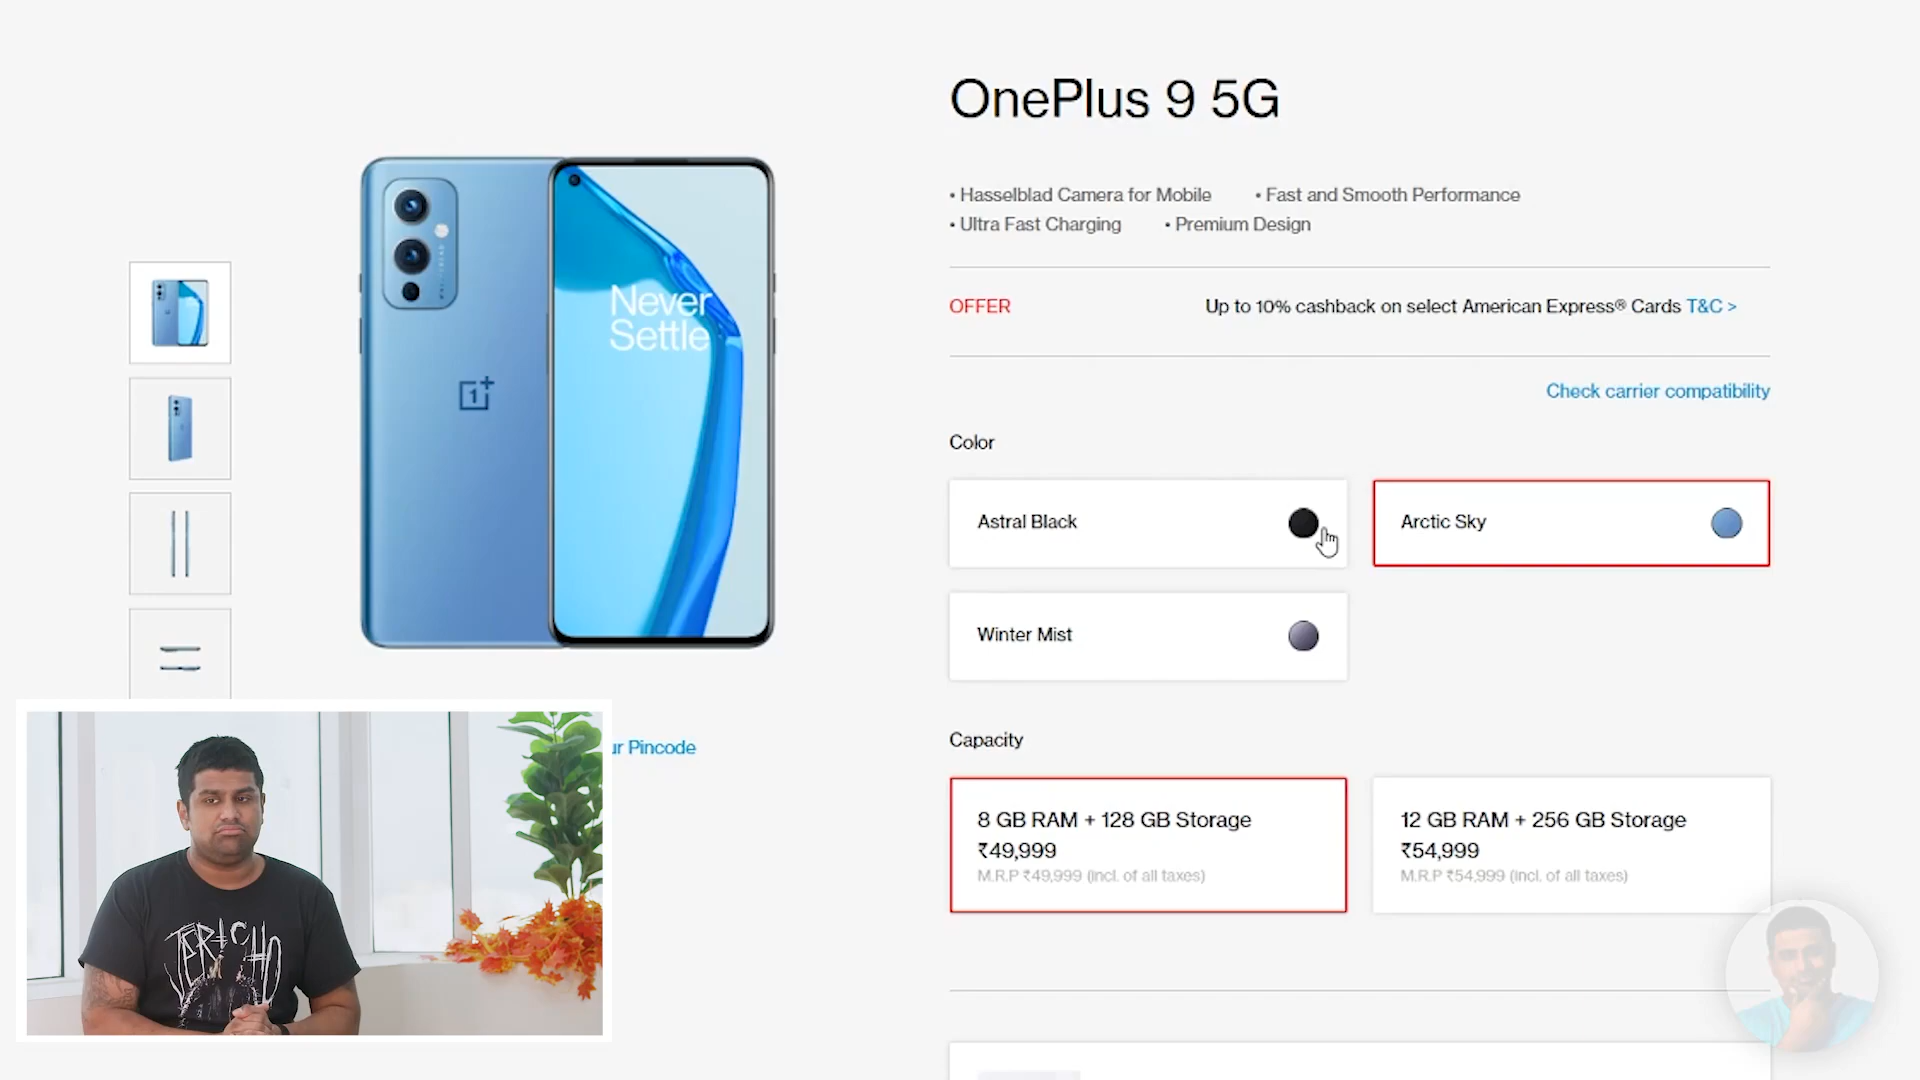 OnePlus 9 5G
• Hasselblad Camera for Mobile • Fast and Smooth Performance
• Ultra Fast Charging • Premium Design
OFFER Up to 10% cashback on select American Express® Cards T&C >
Check carrier compatibility
Never
Settle
1+
Color
Astral Black
Arctic Sky
Winter Mist
ur Pincode
Capacity
8 GB RAM + 128 GB Storage
₹49,999
M.R.P ₹49,999 (incl. of all taxes)
12 GB RAM + 256 GB Storage
₹54,999
M.R.P ₹54,999 (incl. of all taxes)
JERICHO